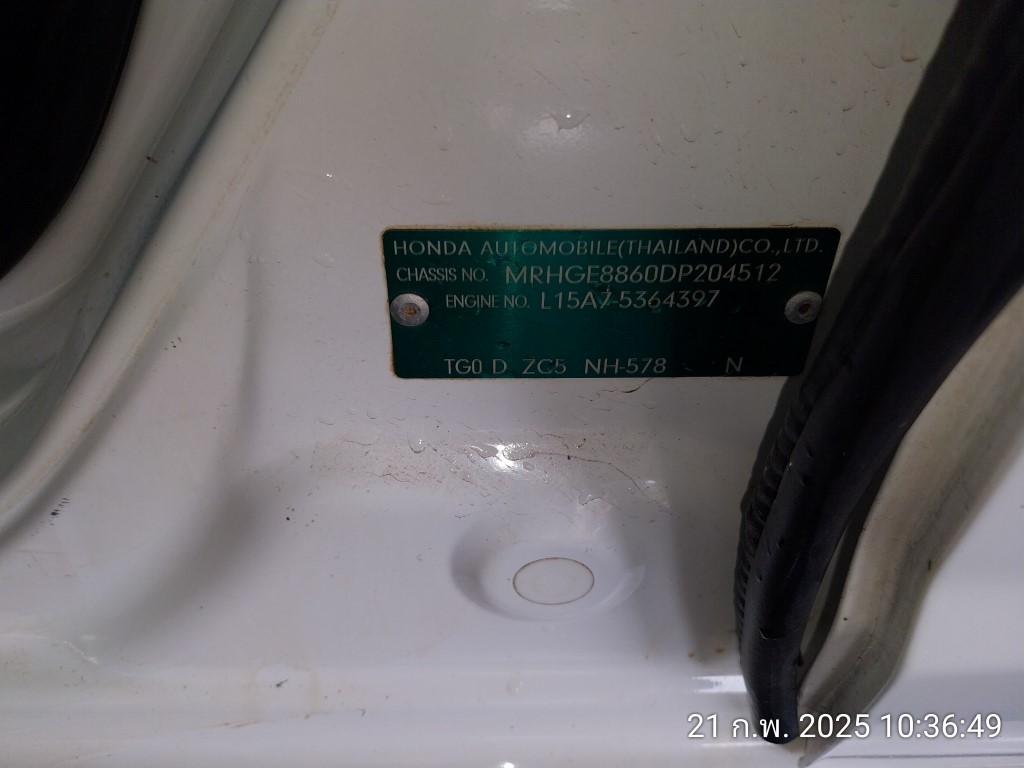 HONDA AUTOMOBILE(THAILAND)CO.,LTD.
CHASSIS NO. MRHGE8860DP204512
ENGINE NO. L15A7-5364397
TG0 D ZC5 NH-578 N
21 ก.พ. 2025 10:36:49